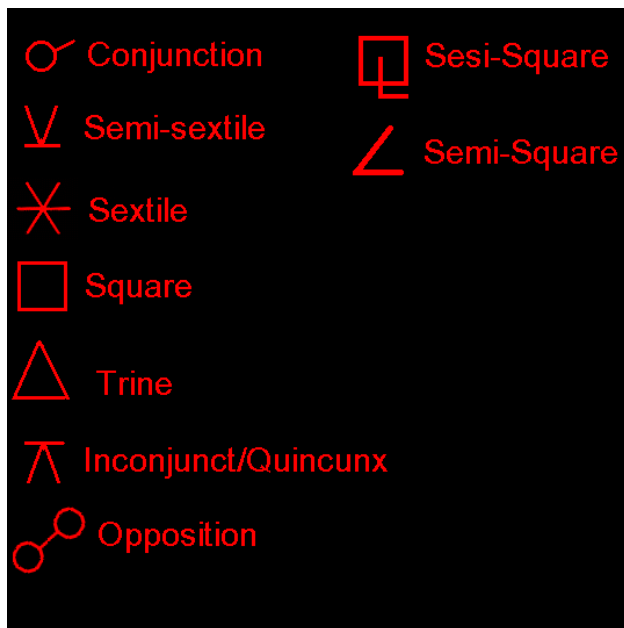 Conjunction
Semi-sextile
Sextile
Square
Trine
Inconjunct/Quincunx
Opposition
Sesi-Square
Semi-Square